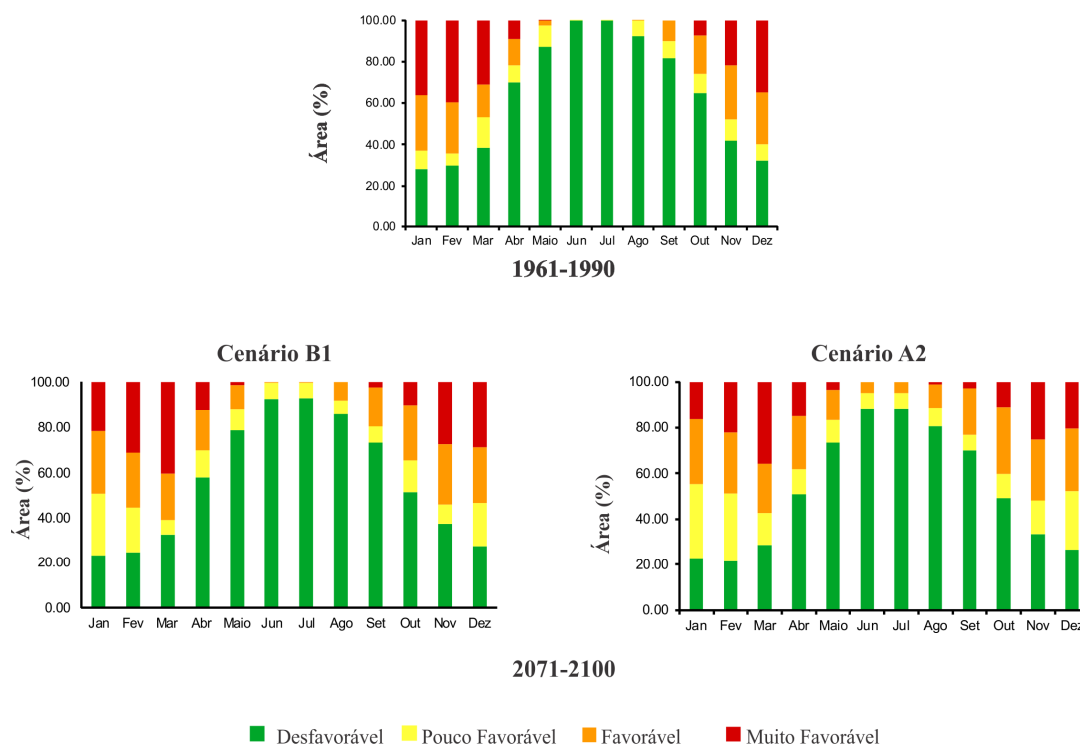 100.00
80.00
60.00
40.00
20.00
0.00
Área (%)
Jan Fev Mar Abr Maio Jun Jul Ago Set Out Nov Dez
1961-1990
Cenário B1
100.00
80.00
60.00
40.00
20.00
0.00
Área (%)
Jan Fev Mar Abr Maio Jun Jul Ago Set Out Nov Dez
Cenário A2
100.00
80.00
60.00
40.00
20.00
0.00
Área (%)
Jan Fev Mar Abr Maio Jun Jul Ago Set Out Nov Dez
2071-2100
Desfavorável Pouco Favorável Favorável Muito Favorável